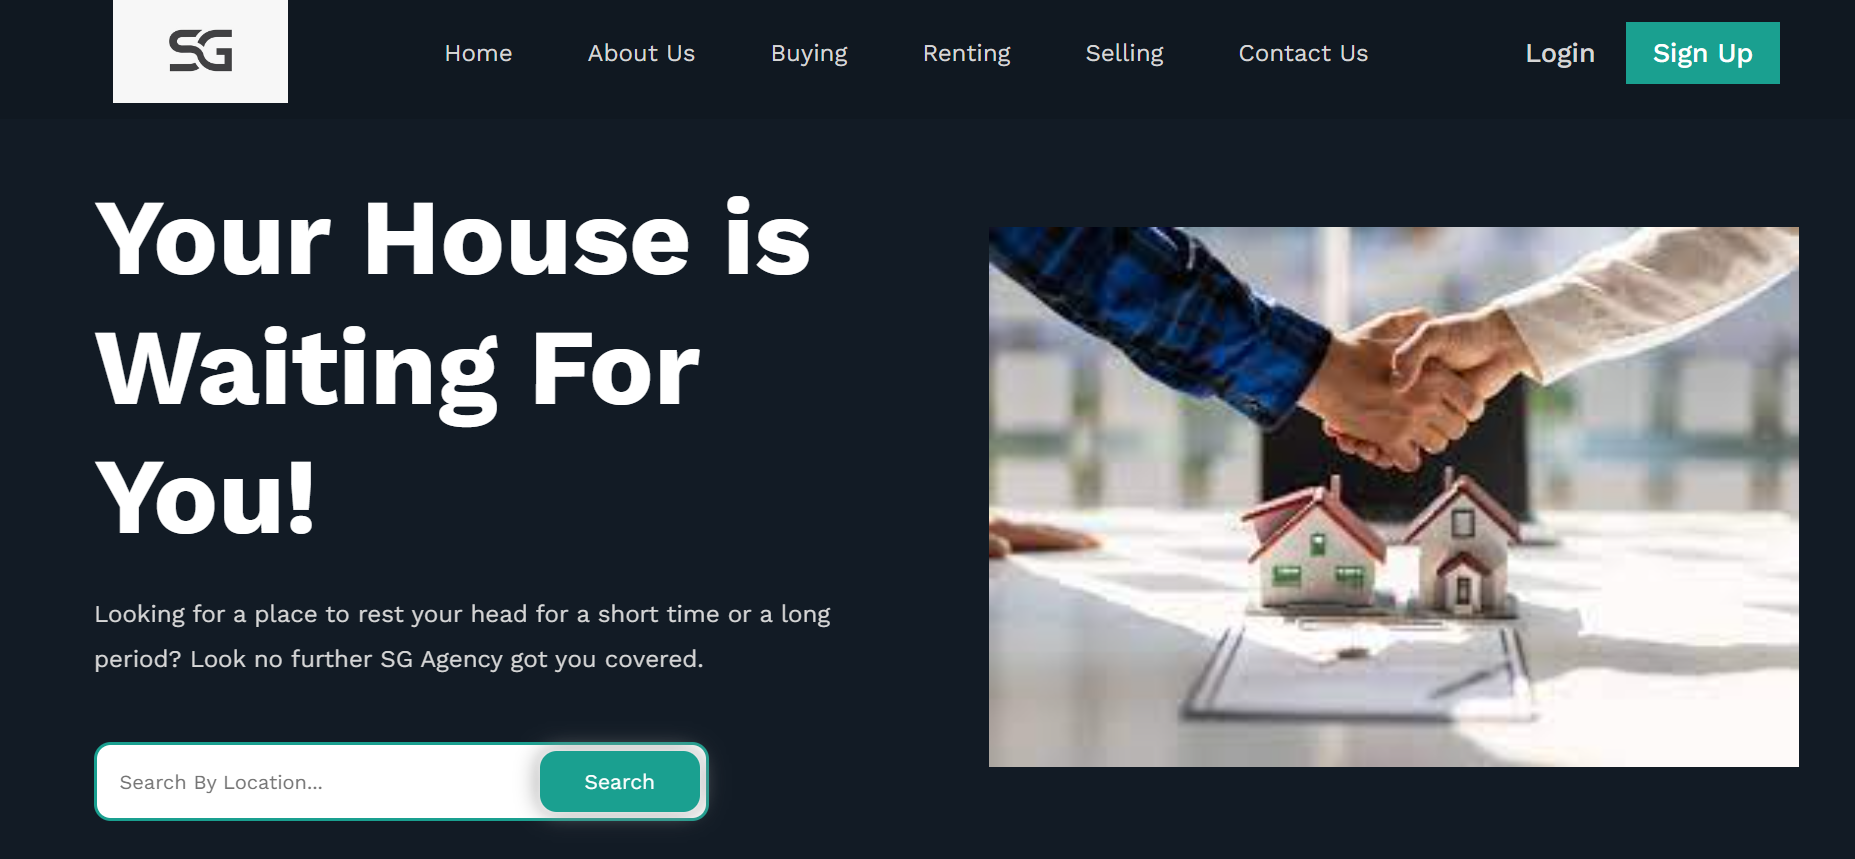 SG
Home About Us Buying Renting Selling Contact Us Login Sign Up
Your House is
Waiting For
You!
Looking for a place to rest your head for a short time or a long
period? Look no further SG Agency got you covered.
Search By Location... Search